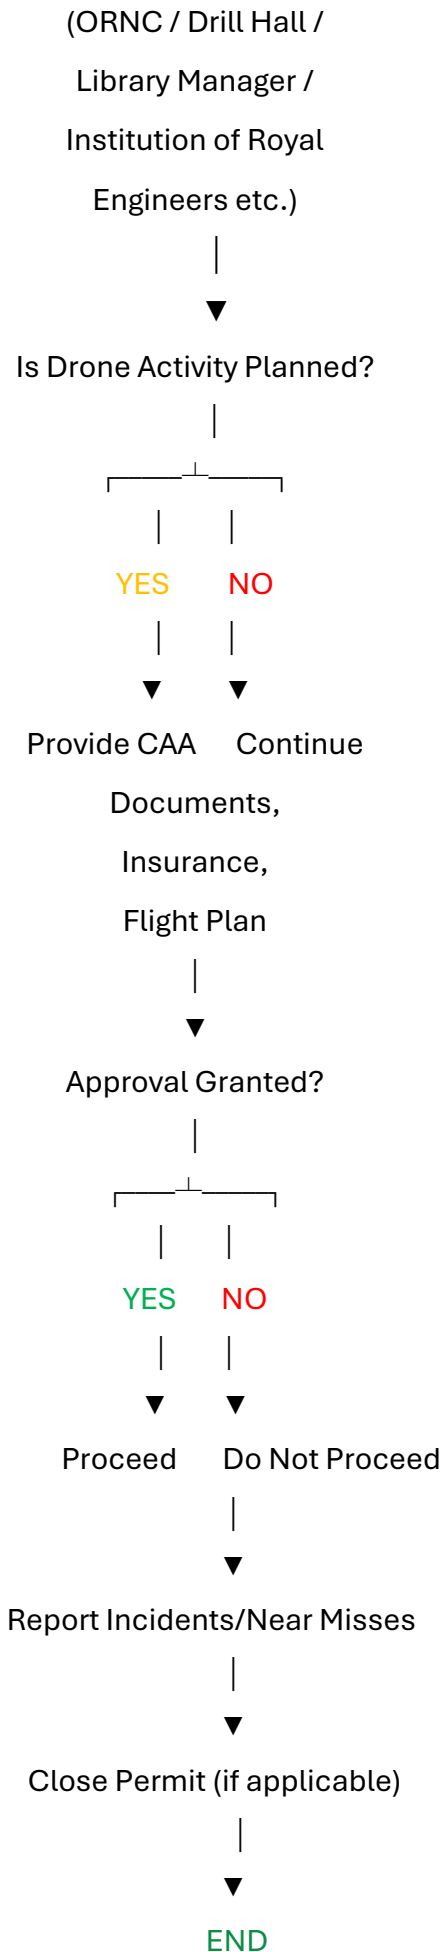 (ORNC / Drill Hall /
Library Manager /
Institution of Royal
Engineers etc.)
Is Drone Activity Planned?
YES NO
Provide CAA Continue
Documents,
Insurance,
Flight Plan
Approval Granted?
YES NO
Proceed Do Not Proceed
Report Incidents/Near Misses
Close Permit (if applicable)
END